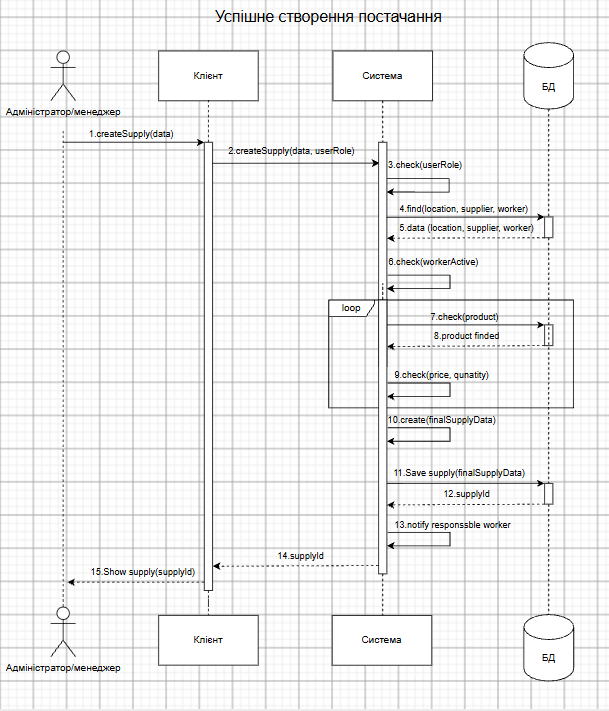 Успішне створення постачання
Клієнт
Система
БД
Адміністратор/менеджер
1.createSupply(data)
2.createSupply(data, userRole)
3.check(userRole)
4.find(location, supplier, worker)
5.data (location, supplier, worker)
6.check(workerActive)
loop
7.check(product)
8.product finded
9.check(price, qunatity)
10.create(finalSupplyData)
11.Save supply(finalSupplyData)
12.supplyId
13.notify responssble worker
14.supplyId
15.Show supply(supplyId)
Клієнт
Система
БД
Адміністратор/менеджер